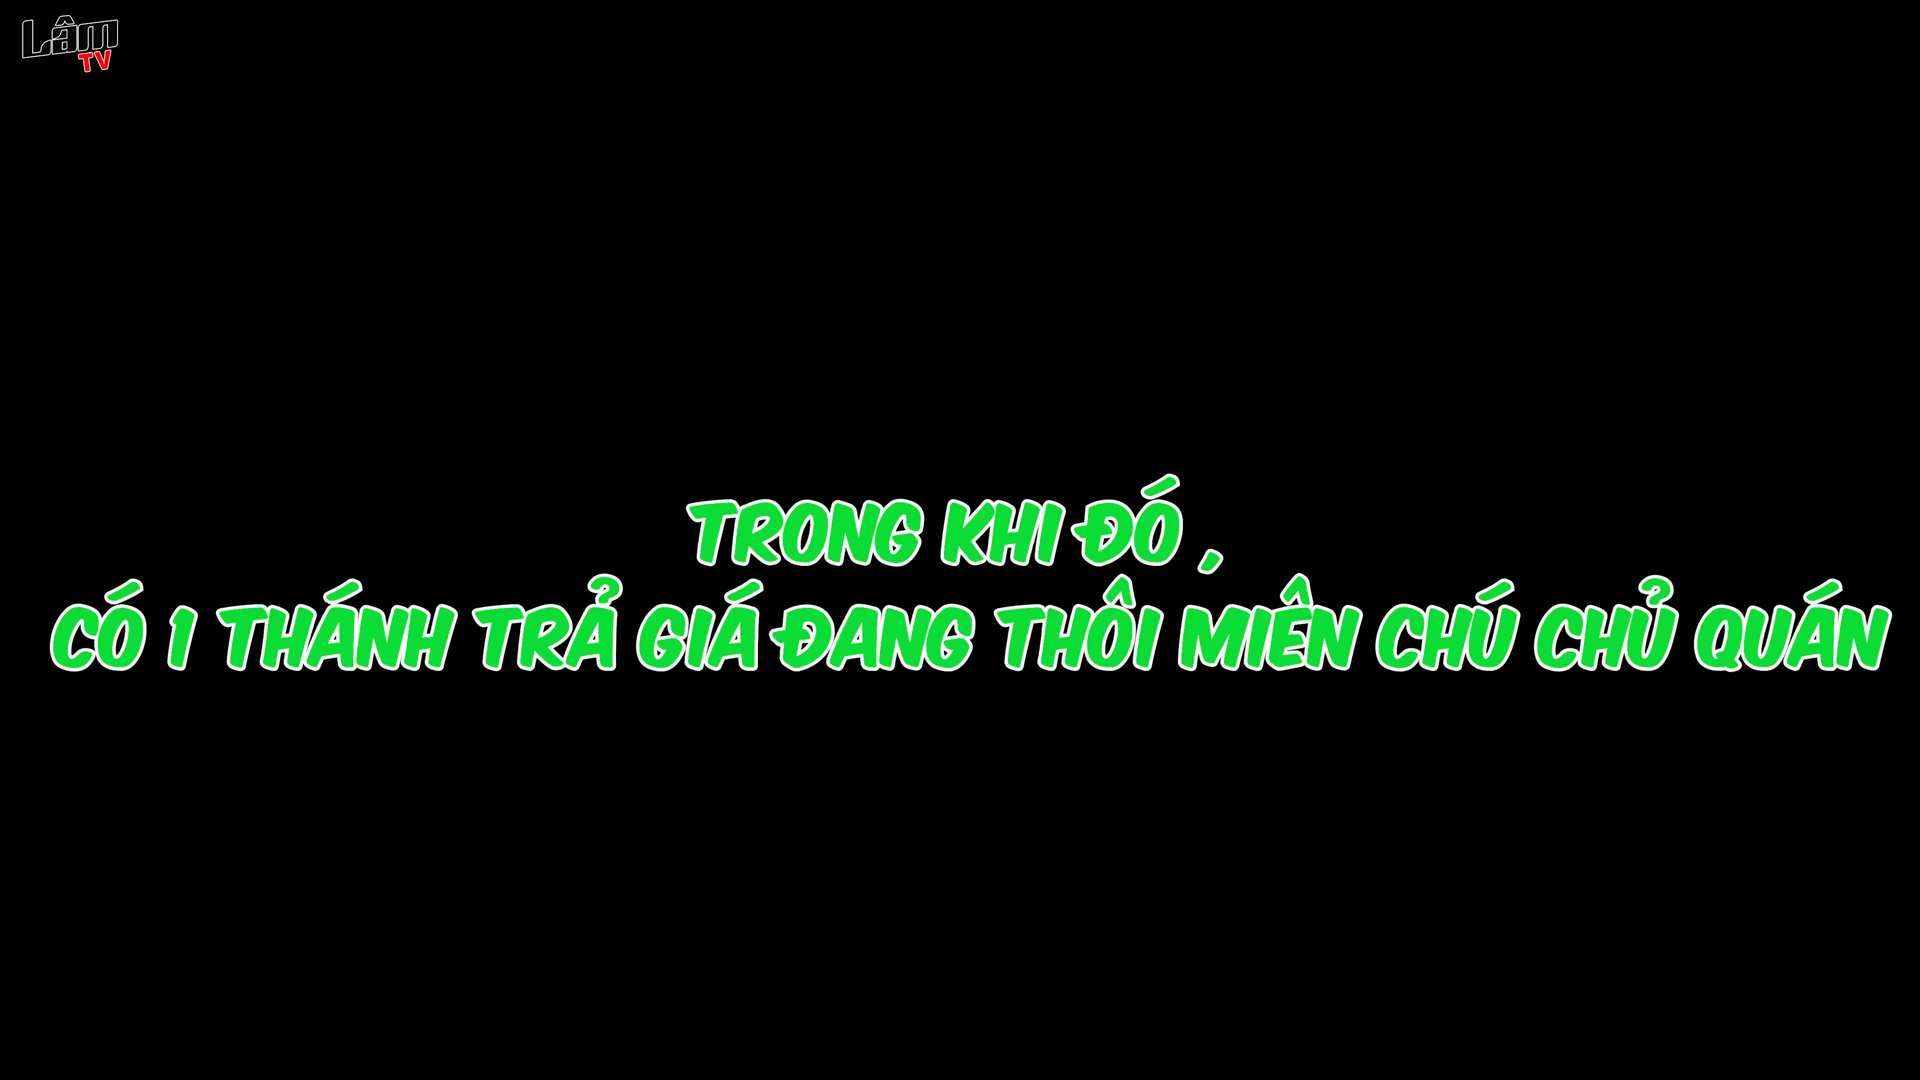 Lâm
TV
TRONG KHI ĐÓ ,
CÓ 1 THÁNH TRẢ GIÁ ĐANG THÔI MIÊN CHÚ CHỦ QUÁN